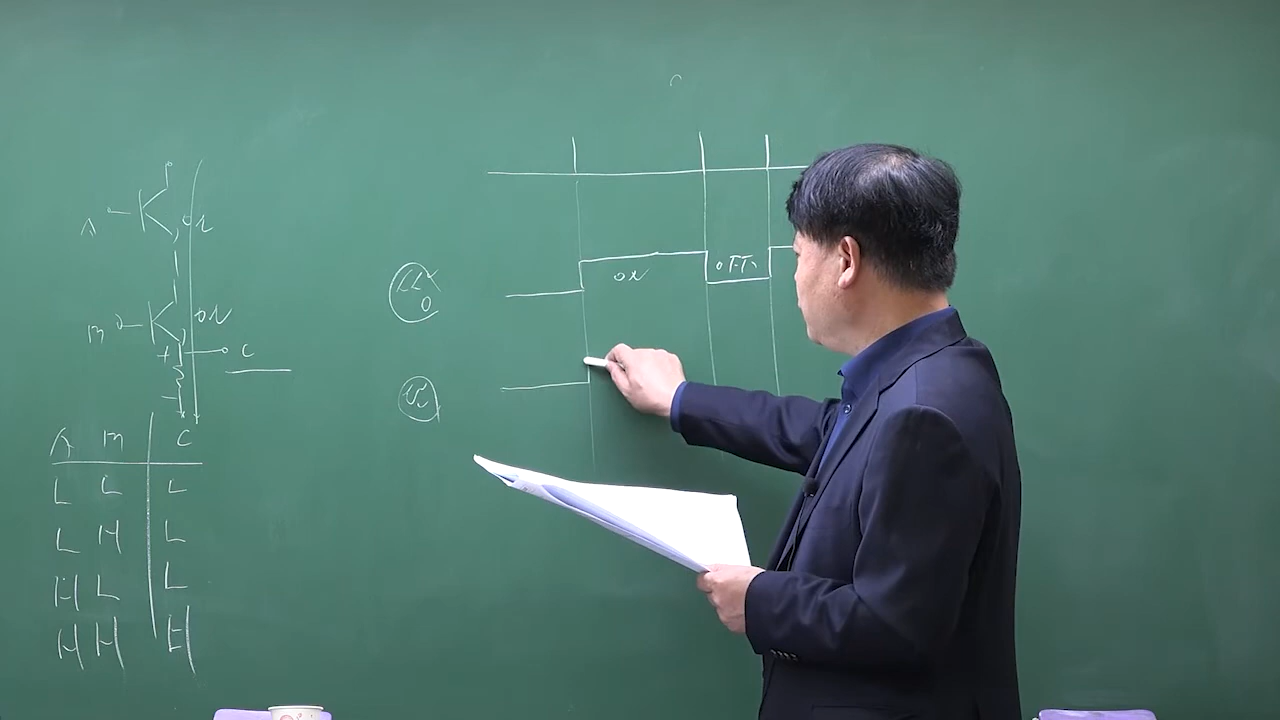 A ON
B ON
+ C
-
A B C
L L L
L H L
H L L
H H H
ON OFF